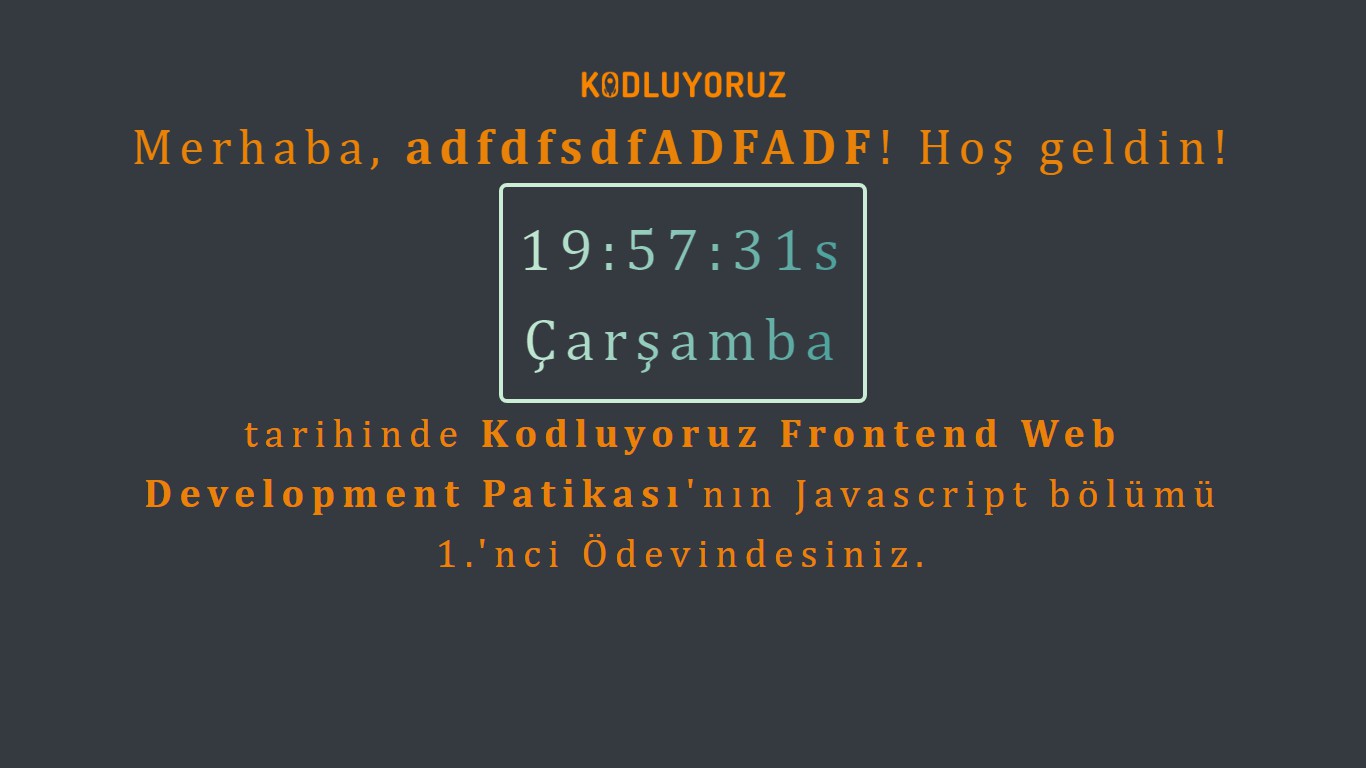 KODLUYORUZ
Merhaba, adfdfsdfADFADF! Hoş geldin!
19:57:31s
Çarşamba
tarihinde Kodluyoruz Frontend Web
Development Patikası'nın Javascript bölümü
1.'nci Ödevindesiniz.